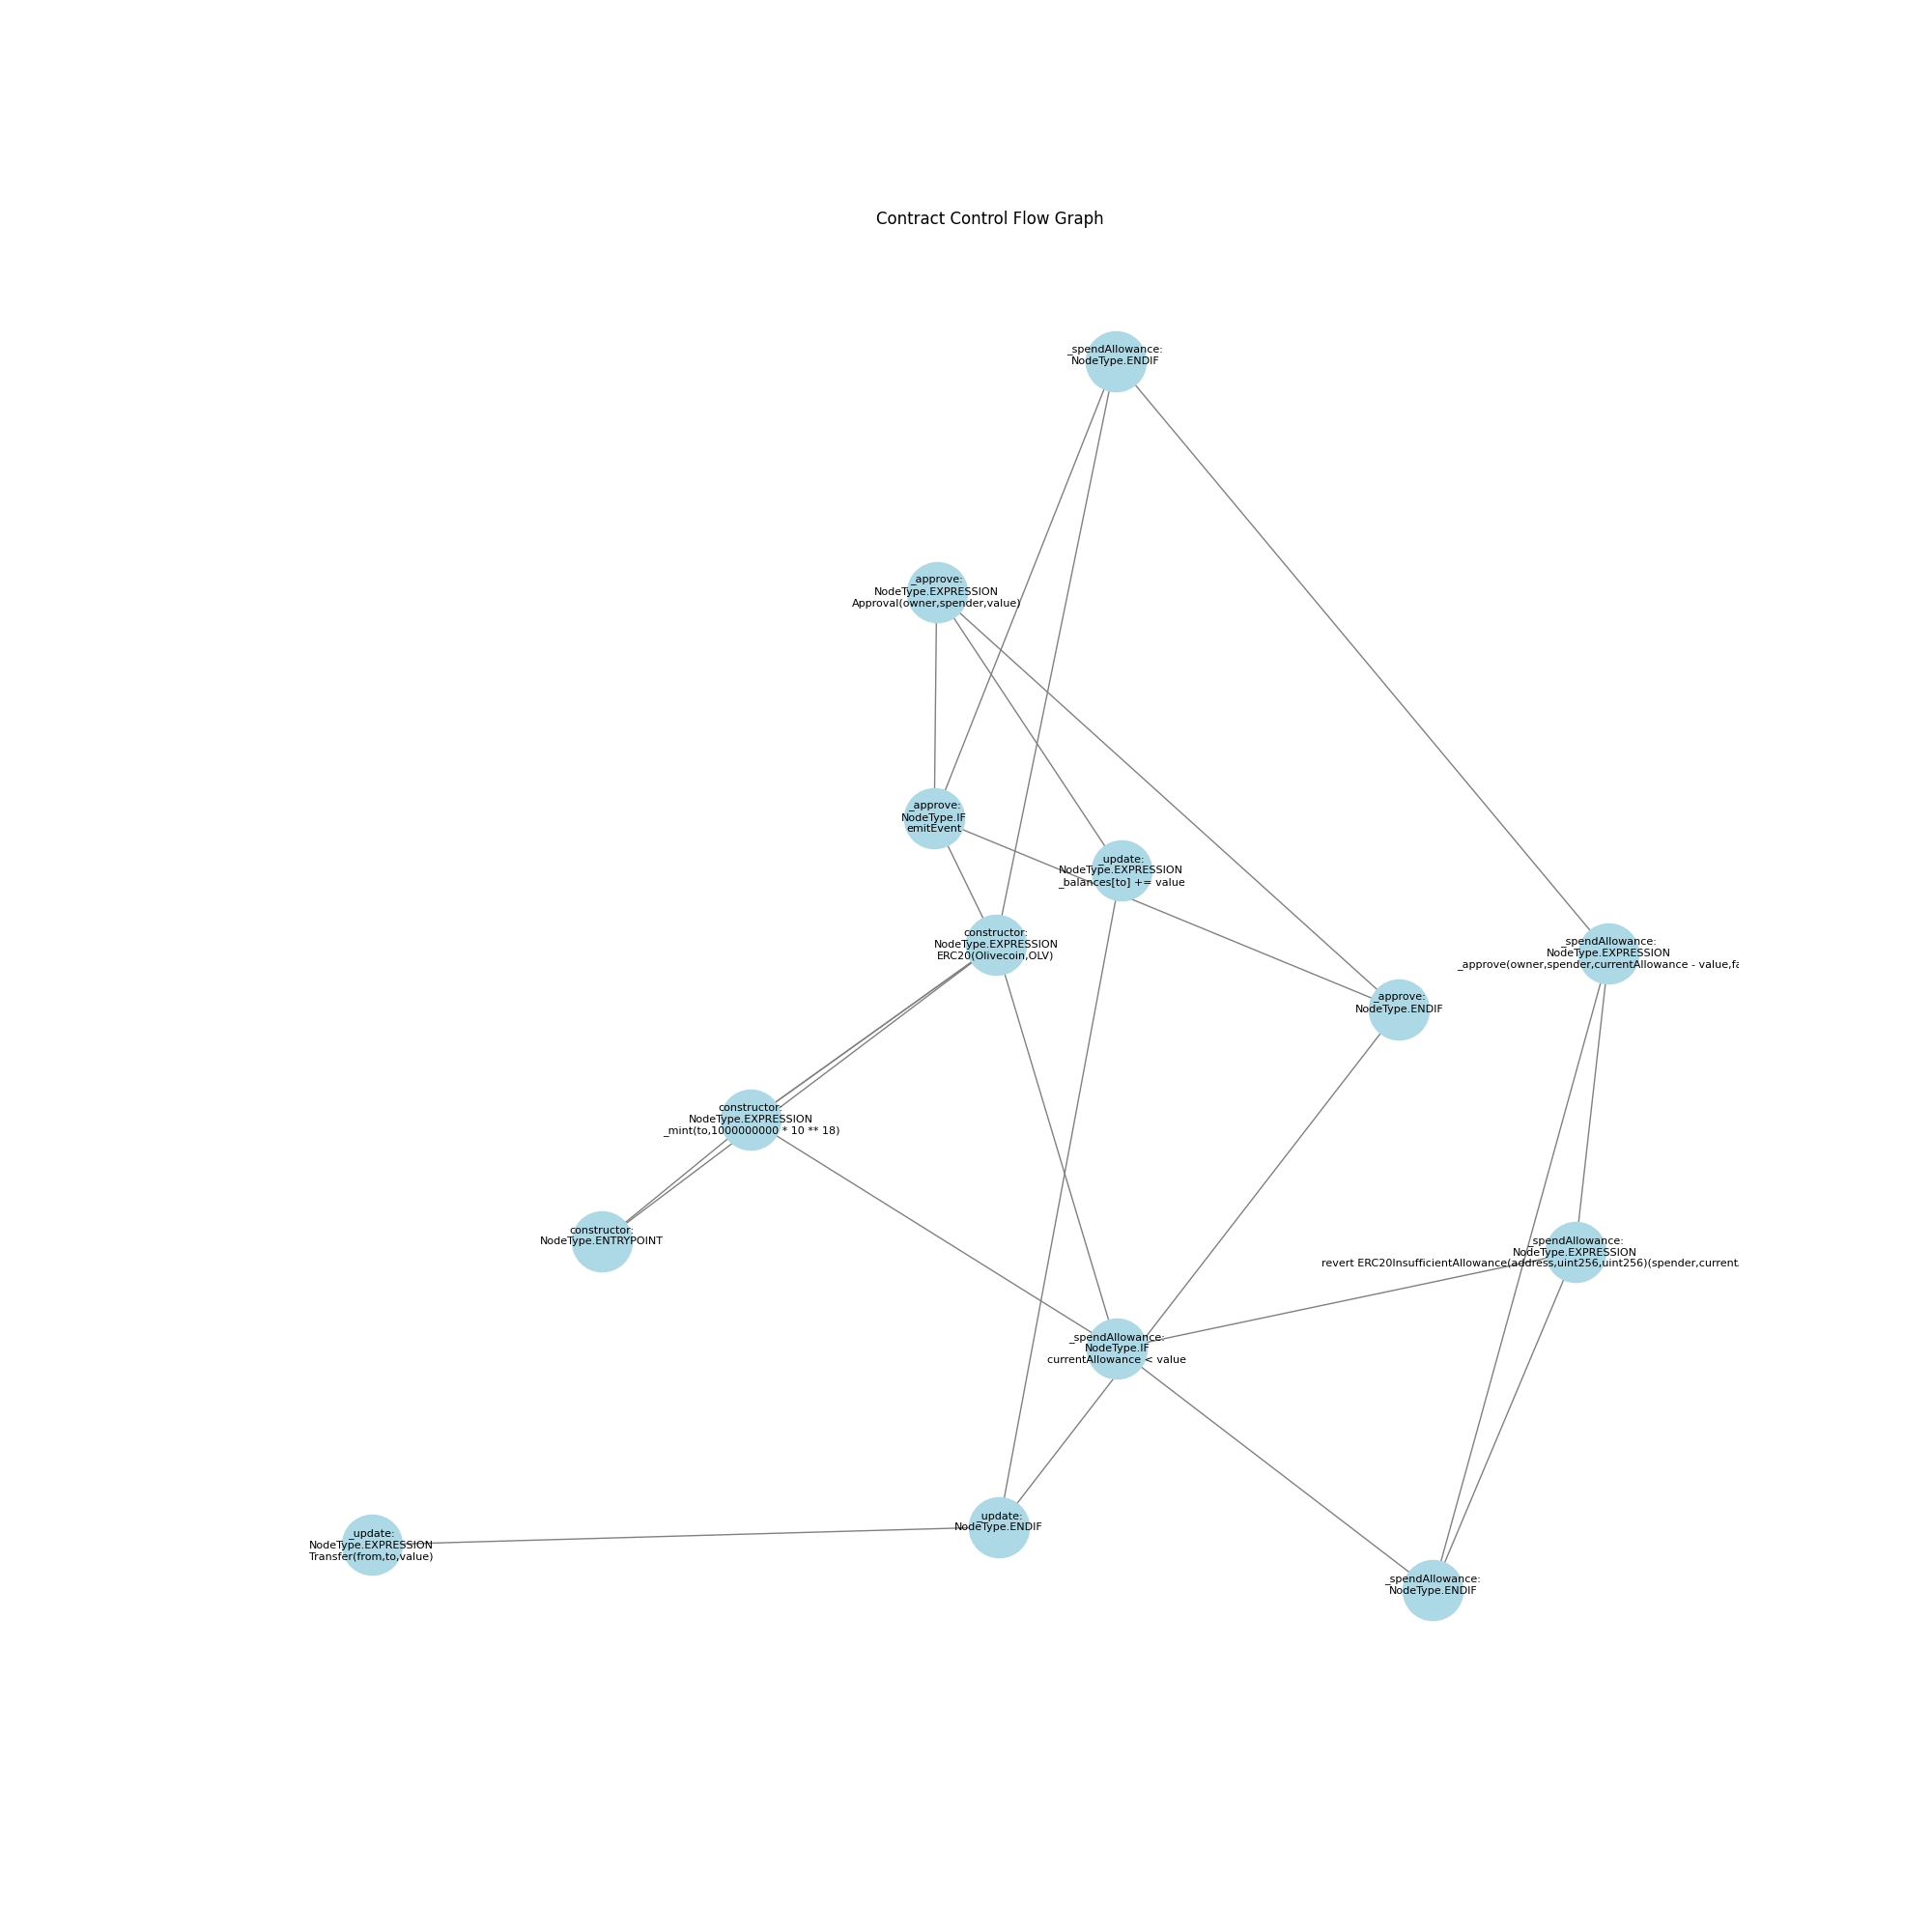 Contract Control Flow Graph
_spendAllowance:
NodeType.ENDIF
_approve:
NodeType.EXPRESSION
Approval(owner,spender,value)
_approve:
NodeType.IF
emitEvent
_update:
NodeType.EXPRESSION
_balances[to] += value
constructor:
NodeType.EXPRESSION
ERC20(Olivecoin,OLV)
_spendAllowance:
NodeType.EXPRESSION
_approve(owner,spender,currentAllowance - value,fa
_approve:
NodeType.ENDIF
constructor:
NodeType.EXPRESSION
_mint(to,1000000000 * 10 ** 18)
constructor:
NodeType.ENTRYPOINT
_spendAllowance:
NodeType.EXPRESSION
revert ERC20InsufficientAllowance(address,uint256,uint256)(spender,current
_spendAllowance:
NodeType.IF
currentAllowance < value
_update:
NodeType.ENDIF
_update:
NodeType.EXPRESSION
Transfer(from,to,value)
_spendAllowance:
NodeType.ENDIF